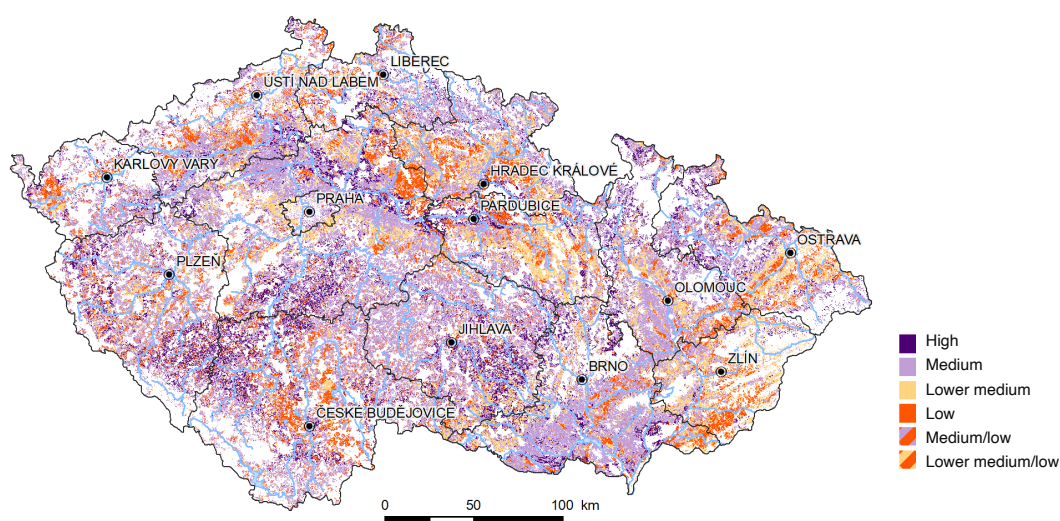 LIBEREC
ÚSTÍ NAD LABEM
KARLOVY VARY
HRADEC KRÁLOVÉ
PRAHA
PARDUBICE
PLZEŇ
OSTRAVA
OLOMOUC
JIHLAVA
ZLÍN
BRNO
ČESKÉ BUDĚJOVICE
High
Medium
Lower medium
Low
Medium/low
Lower medium/low
0 50 100 km